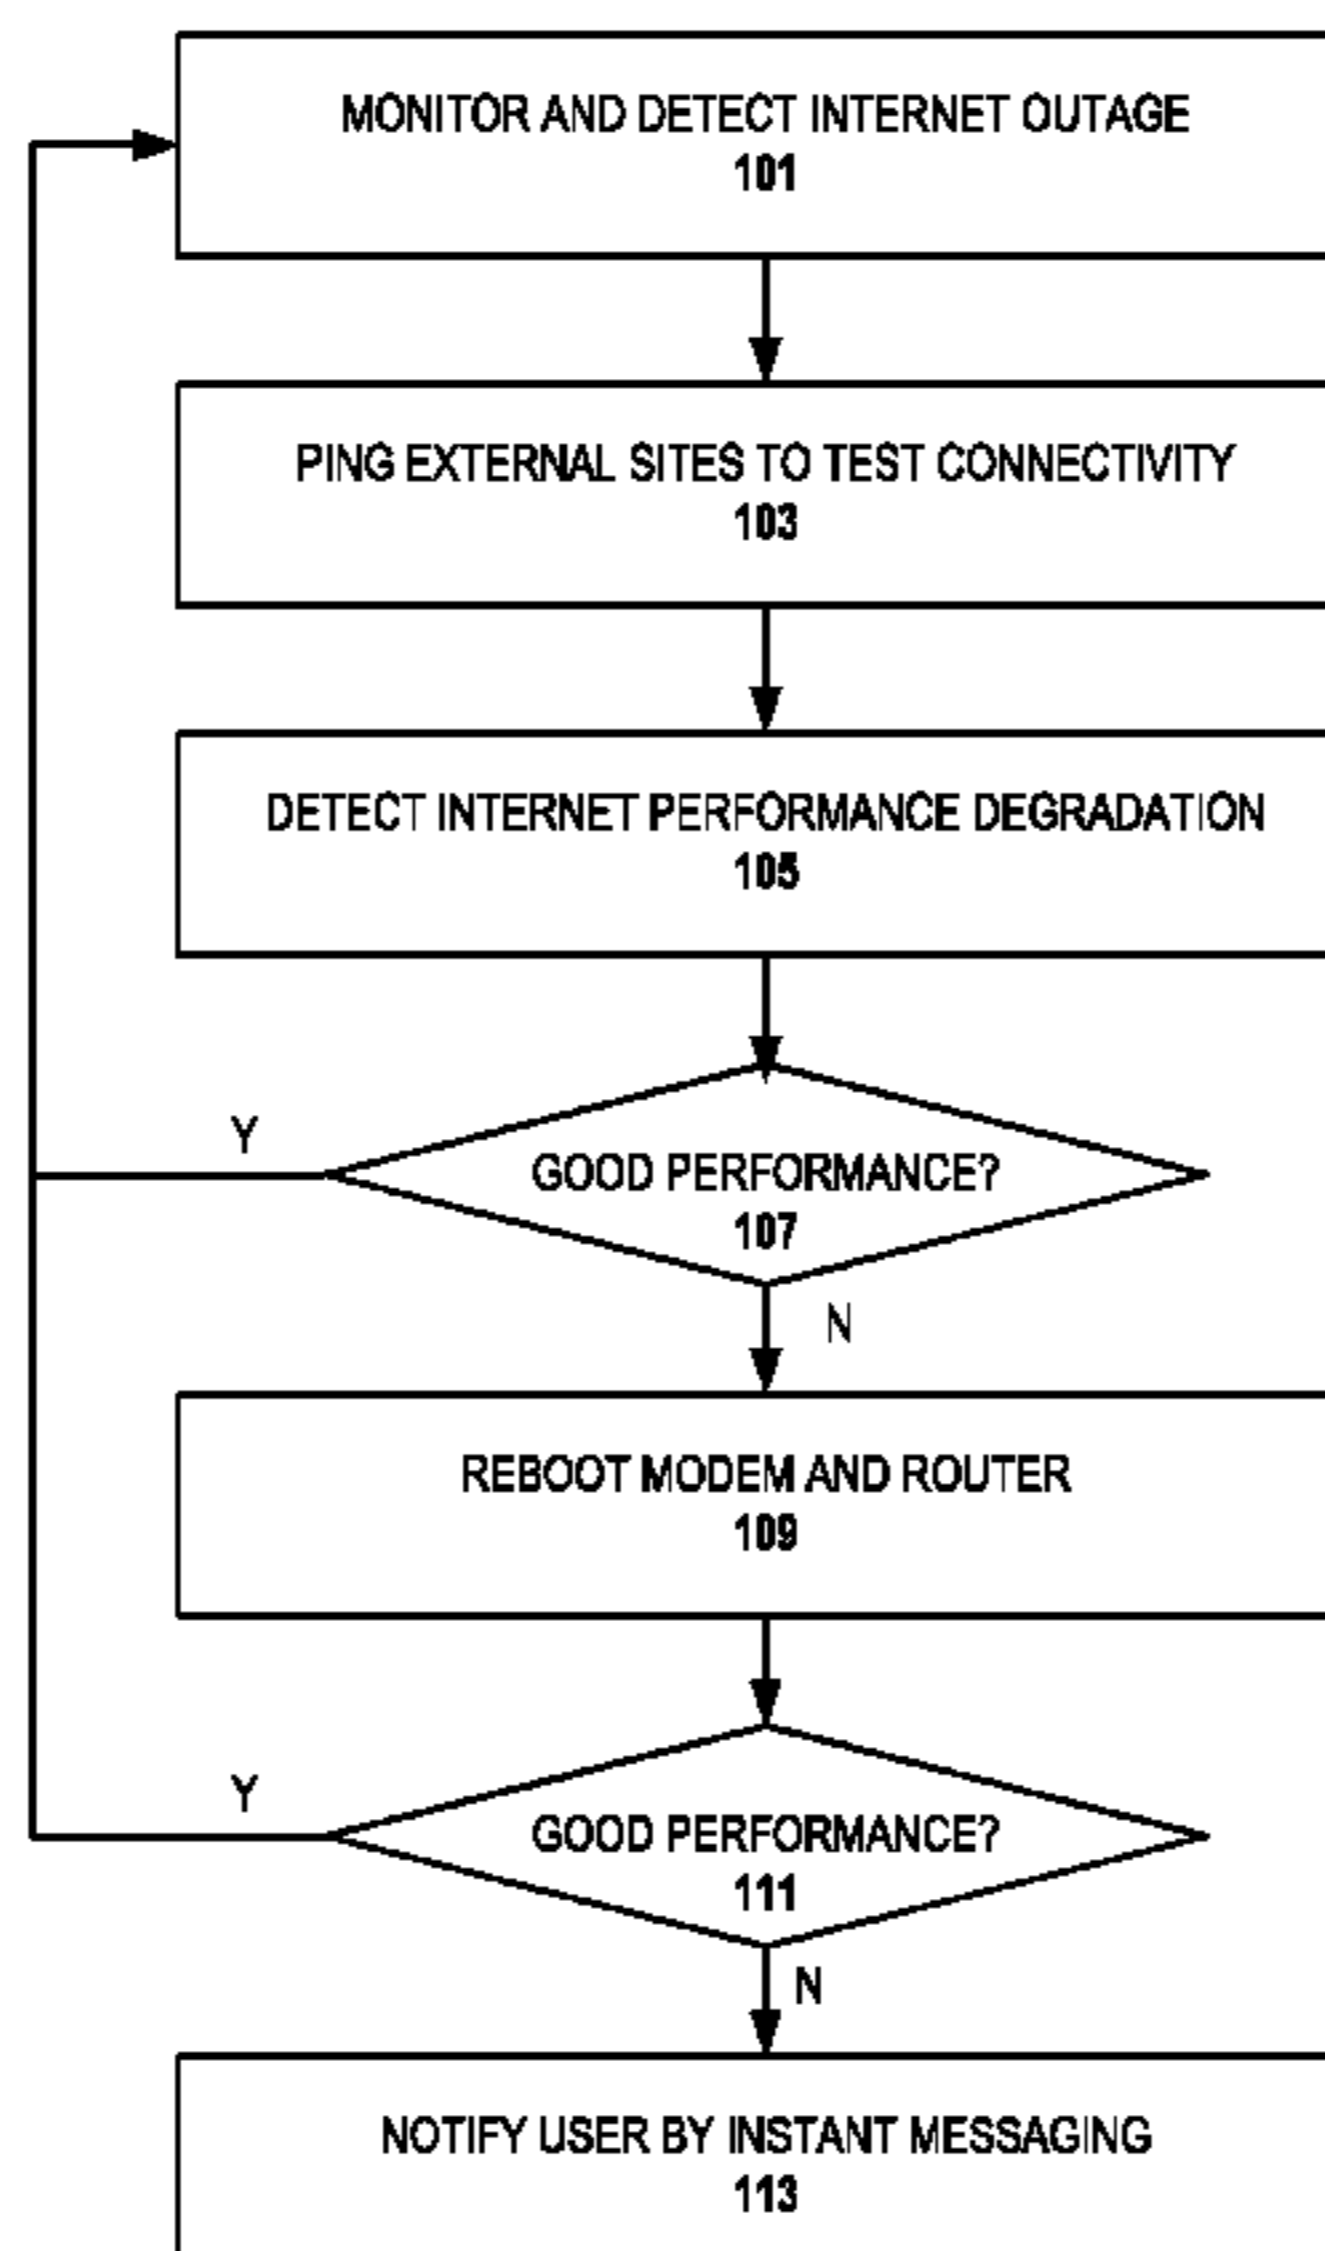 MONITOR AND DETECT INTERNET OUTAGE
101
PING EXTERNAL SITES TO TEST CONNECTIVITY
103
DETECT INTERNET PERFORMANCE DEGRADATION
105
Y
GOOD PERFORMANCE?
107
N
REBOOT MODEM AND ROUTER
109
Y
GOOD PERFORMANCE?
111
N
NOTIFY USER BY INSTANT MESSAGING
113